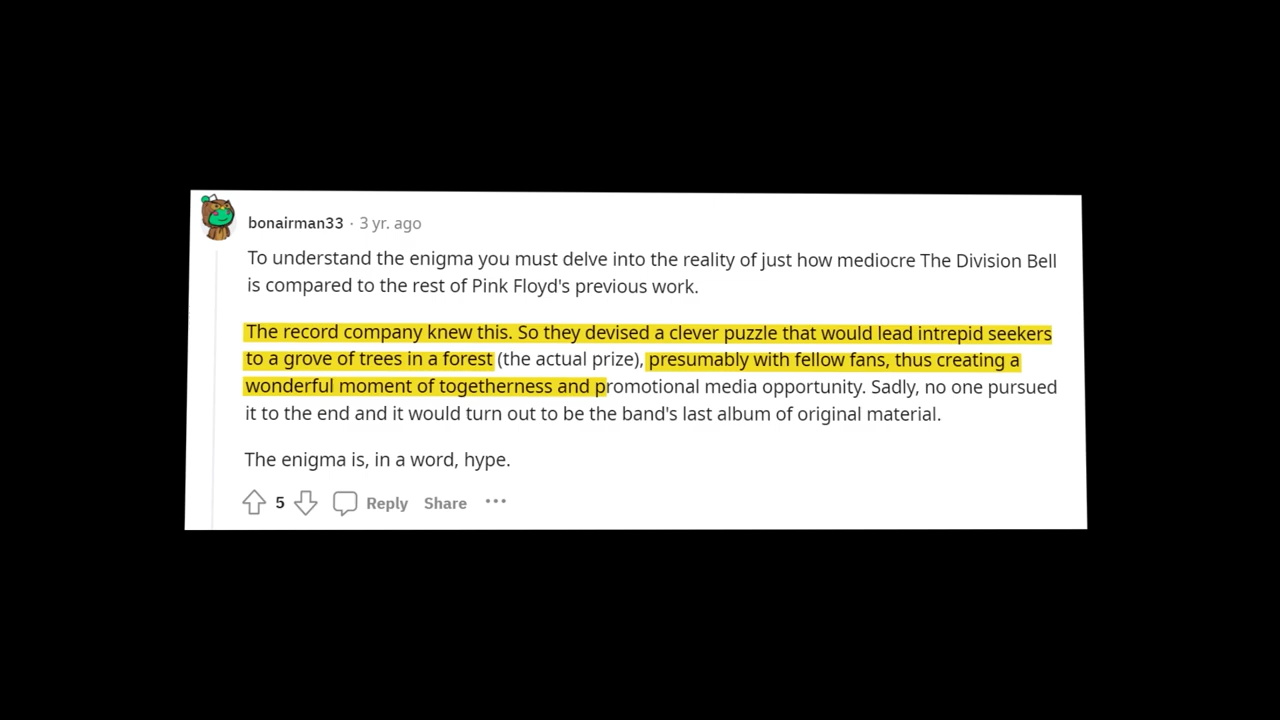 bonairman33 · 3 yr. ago
To understand the enigma you must delve into the reality of just how mediocre The Division Bell
is compared to the rest of Pink Floyd's previous work.
The record company knew this. So they devised a clever puzzle that would lead intrepid seekers
to a grove of trees in a forest (the actual prize), presumably with fellow fans, thus creating a
wonderful moment of togetherness and promotional media opportunity. Sadly, no one pursued
it to the end and it would turn out to be the band's last album of original material.
The enigma is, in a word, hype.
5 Reply Share ···